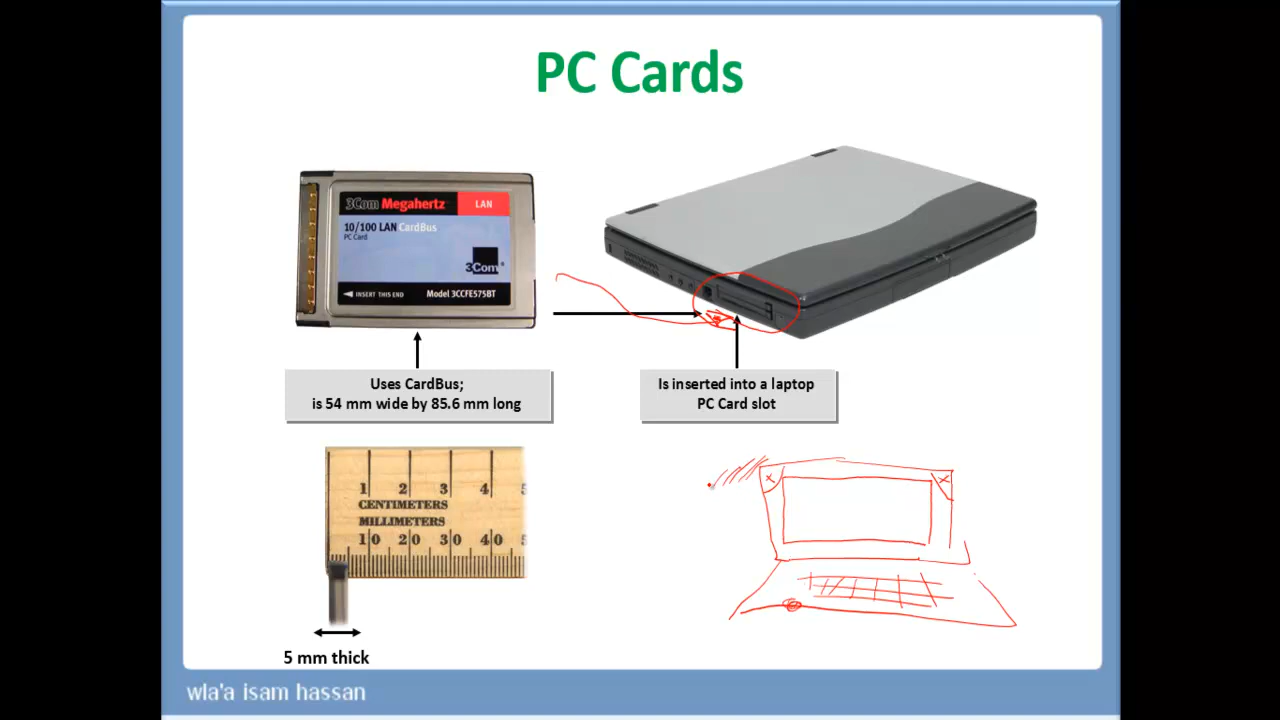 PC Cards
3Com Megahertz LAN
10/100 LAN CardBus
PC Card
3Com
INSERT THIS END Model 3CCFE575BT
Uses CardBus;
is 54 mm wide by 85.6 mm long
Is inserted into a laptop
PC Card slot
1 2 3 4 5
CENTIMETERS
MILLIMETERS
10 20 30 40 5
5 mm thick
wla'a isam hassan